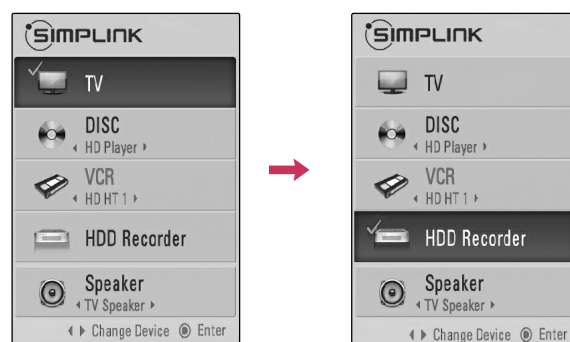 SIMPLINK
TV
DISC
HD Player
VCR
HD HT 1
HDD Recorder
Speaker
TV Speaker
Change Device Enter
SIMPLINK
TV
DISC
HD Player
VCR
HD HT 1
HDD Recorder
Speaker
TV Speaker
Change Device Enter